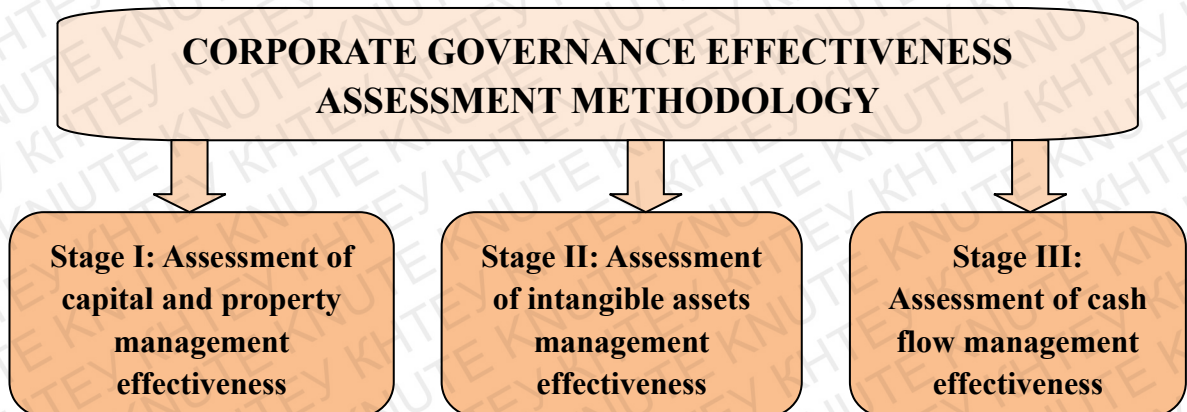 CORPORATE GOVERNANCE EFFECTIVENESS
ASSESSMENT METHODOLOGY
Stage I: Assessment of
capital and property
management
effectiveness
Stage II: Assessment
of intangible assets
management
effectiveness
Stage III:
Assessment of cash
flow management
effectiveness